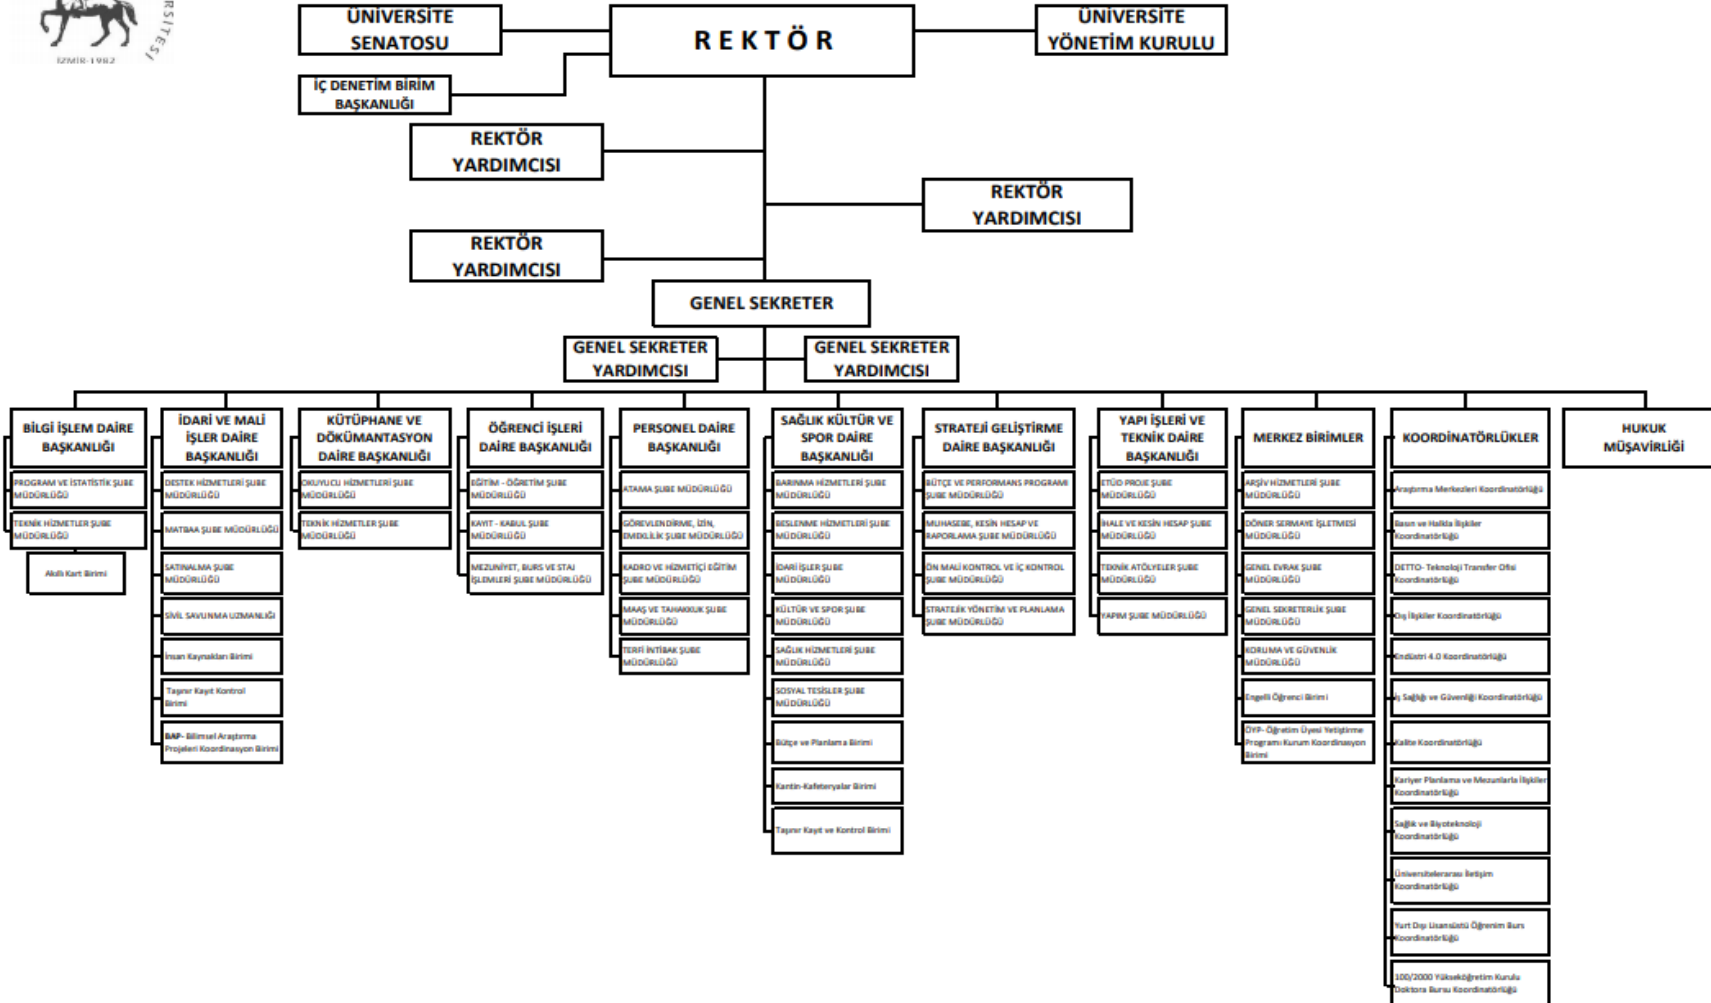 RSİTESİ
İZMİR-1982
ÜNİVERSİTE
SENATOSU
REKTÖR
ÜNİVERSİTE
YÖNETİM KURULU
İÇ DENETİM BİRİM
BAŞKANLIĞI
REKTÖR
YARDIMCISI
REKTÖR
YARDIMCISI
REKTÖR
YARDIMCISI
GENEL SEKRETER
GENEL SEKRETER
YARDIMCISI
GENEL SEKRETER
YARDIMCISI
BİLGİ İŞLEM DAİRE
BAŞKANLIĞI
PROGRAM VE İSTATİSTİK ŞUBE
MÜDÜRLÜĞÜ
TEKNİK HİZMETLER ŞUBE
MÜDÜRLÜĞÜ
Akıllı Kart Birimi
İDARİ VE MALİ
İŞLER DAİRE
BAŞKANLIĞI
DESTEK HİZMETLERİ ŞUBE
MÜDÜRLÜĞÜ
MATBAA ŞUBE MÜDÜRLÜĞÜ
SATINALMA ŞUBE
MÜDÜRLÜĞÜ
SİVİL SAVUNMA UZMANLIĞI
İnsan Kaynakları Birimi
Taşınır Kayıt Kontrol
Birimi
BAP- Bilimsel Araştırma
Projeleri Koordinasyon Birimi
KÜTÜPHANE VE
DÖKÜMANTASYON
DAİRE BAŞKANLIĞI
OKUYUCU HİZMETLERİ ŞUBE
MÜDÜRLÜĞÜ
TEKNİK HİZMETLER ŞUBE
MÜDÜRLÜĞÜ
ÖĞRENCİ İŞLERİ
DAİRE BAŞKANLIĞI
EĞİTİM - ÖĞRETİM ŞUBE
MÜDÜRLÜĞÜ
KAYIT - KABUL ŞUBE
MÜDÜRLÜĞÜ
MEZUNİYET, BURS VE STAJ
İŞLEMLERİ ŞUBE MÜDÜRLÜĞÜ
PERSONEL DAİRE
BAŞKANLIĞI
ATAMA ŞUBE MÜDÜRLÜĞÜ
GÖREVLENDİRME, İZİN,
EMEKLİLİK ŞUBE MÜDÜRLÜĞÜ
KADRO VE HİZMETİÇİ EĞİTİM
ŞUBE MÜDÜRLÜĞÜ
MAAŞ VE TAHAKKUK ŞUBE
MÜDÜRLÜĞÜ
TERFİ İNTİBAK ŞUBE
MÜDÜRLÜĞÜ
SAĞLIK KÜLTÜR VE
SPOR DAİRE
BAŞKANLIĞI
BARINMA HİZMETLERİ ŞUBE
MÜDÜRLÜĞÜ
BESLENME HİZMETLERİ ŞUBE
MÜDÜRLÜĞÜ
İDARİ İŞLER ŞUBE
MÜDÜRLÜĞÜ
KÜLTÜR VE SPOR ŞUBE
MÜDÜRLÜĞÜ
SAĞLIK HİZMETLERİ ŞUBE
MÜDÜRLÜĞÜ
SOSYAL TESİSLER ŞUBE
MÜDÜRLÜĞÜ
Bütçe ve Planlama Birimi
Kantin-Kafeteryalar Birimi
Taşınır Kayıt ve Kontrol Birimi
STRATEJİ GELİŞTİRME
DAİRE BAŞKANLIĞI
BÜTÇE VE PERFORMANS PROGRAMI
ŞUBE MÜDÜRLÜĞÜ
MUHASEBE, KESİN HESAP VE
RAPORLAMA ŞUBE MÜDÜRLÜĞÜ
ÖN MALİ KONTROL VE İÇ KONTROL
ŞUBE MÜDÜRLÜĞÜ
STRATEJİK YÖNETİM VE PLANLAMA
ŞUBE MÜDÜRLÜĞÜ
YAPI İŞLERİ VE
TEKNİK DAİRE
BAŞKANLIĞI
ETÜD PROJE ŞUBE
MÜDÜRLÜĞÜ
İHALE VE KESİN HESAP ŞUBE
MÜDÜRLÜĞÜ
TEKNİK ATÖLYELER ŞUBE
MÜDÜRLÜĞÜ
YAPIM ŞUBE MÜDÜRLÜĞÜ
MERKEZ BİRİMLER
ARŞİV HİZMETLERİ ŞUBE
MÜDÜRLÜĞÜ
DÖNER SERMAYE İŞLETMESİ
MÜDÜRLÜĞÜ
GENEL EVRAK ŞUBE
MÜDÜRLÜĞÜ
GENEL SEKRETERLİK ŞUBE
MÜDÜRLÜĞÜ
KORUMA VE GÜVENLİK
MÜDÜRLÜĞÜ
Engelli Öğrenci Birimi
ÖYP- Öğretim Üyesi Yetiştirme
Programı Kurum Koordinasyon
Birimi
KOORDİNATÖRLÜKLER
Araştırma Merkezleri Koordinatörlüğü
Basın ve Halkla İlişkiler
Koordinatörlüğü
DETTO- Teknoloji Transfer Ofisi
Koordinatörlüğü
Dış İlişkiler Koordinatörlüğü
Endüstri 4.0 Koordinatörlüğü
İş Sağlığı ve Güvenliği Koordinatörlüğü
Kalite Koordinatörlüğü
Kariyer Planlama ve Mezunlarla İlişkiler
Koordinatörlüğü
Sağlık ve Biyoteknoloji
Koordinatörlüğü
Üniversitelerarası İletişim
Koordinatörlüğü
Yurt Dışı Lisansüstü Öğrenim Burs
Koordinatörlüğü
100/2000 Yükseköğretim Kurulu
Doktora Bursu Koordinatörlüğü
HUKUK
MÜŞAVİRLİĞİ